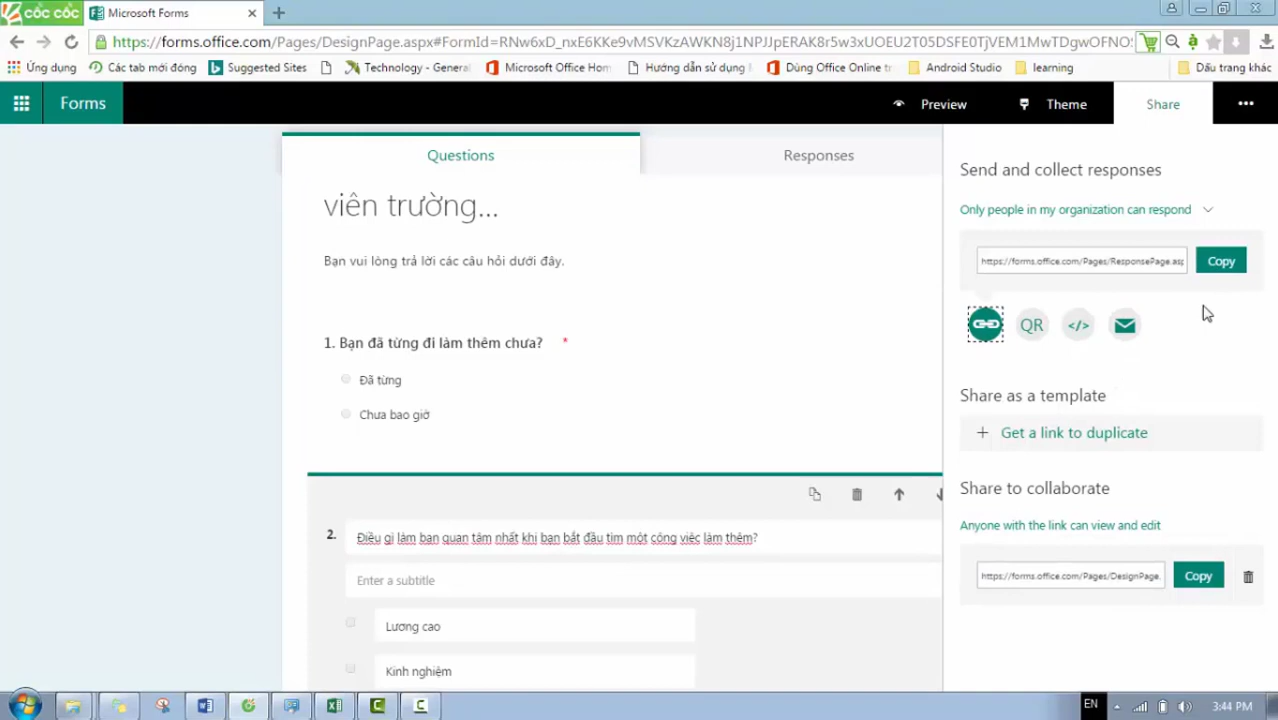 cốc cốc
Microsoft Forms
https://forms.office.com/Pages/DesignPage.aspx#FormId=RNw6xD_nxE6KKe9vMSVKzAWKN8j1NPJJpERAK8r5w3xUOEU2T05DSFE0TjVEM1MwTDgwOFNOS
Ứng dụng
Các tab mới đóng
Suggested Sites
Technology - Genera
Microsoft Office Hom
Hướng dẫn sử dụng
Dùng Office Online tr
Android Studio
learning
Dấu trang khác
Forms
Preview
Theme
Share
Questions
Responses
viên trường...
Bạn vui lòng trả lời các câu hỏi dưới đây.
1. Bạn đã từng đi làm thêm chưa? *
Đã từng
Chưa bao giờ
2. Điều gì làm bạn quan tâm nhất khi bạn bắt đầu tìm một công việc làm thêm?
Enter a subtitle
Lương cao
Kinh nghiệm
Send and collect responses
Only people in my organization can respond
https://forms.office.com/Pages/ResponsePage.asp
Copy
QR
</>
Share as a template
+ Get a link to duplicate
Share to collaborate
Anyone with the link can view and edit
https://forms.office.com/Pages/DesignPage.
Copy
EN
3:44 PM